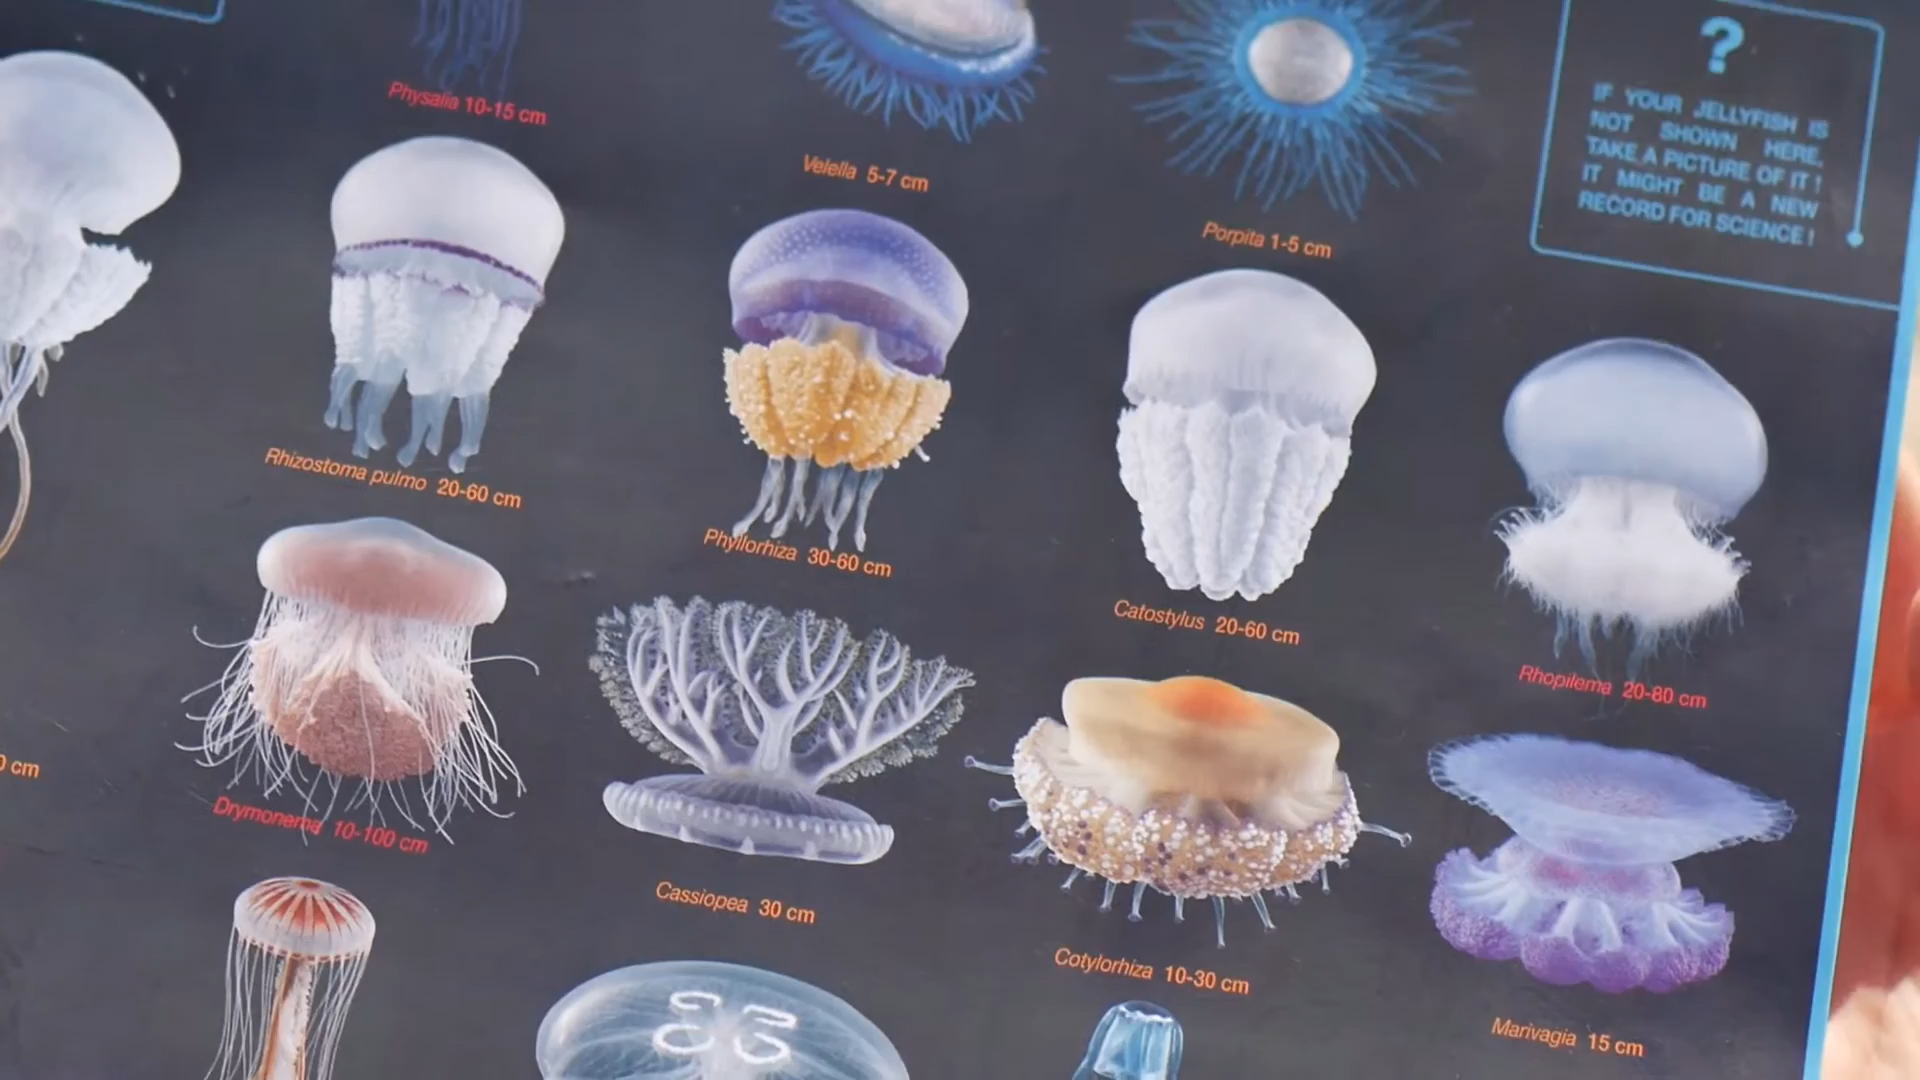 Physalia 10-15 cm
Velella 5-7 cm
Porpita 1-5 cm
?
IF YOUR JELLYFISH IS
NOT SHOWN HERE,
TAKE A PICTURE OF IT !
IT MIGHT BE A NEW
RECORD FOR SCIENCE !
Rhizostoma pulmo 20-60 cm
Phyllorhiza 30-60 cm
Catostylus 20-60 cm
Rhopilema 20-80 cm
0 cm
Drymonema 10-100 cm
Cassiopea 30 cm
Cotylorhiza 10-30 cm
Marivagia 15 cm